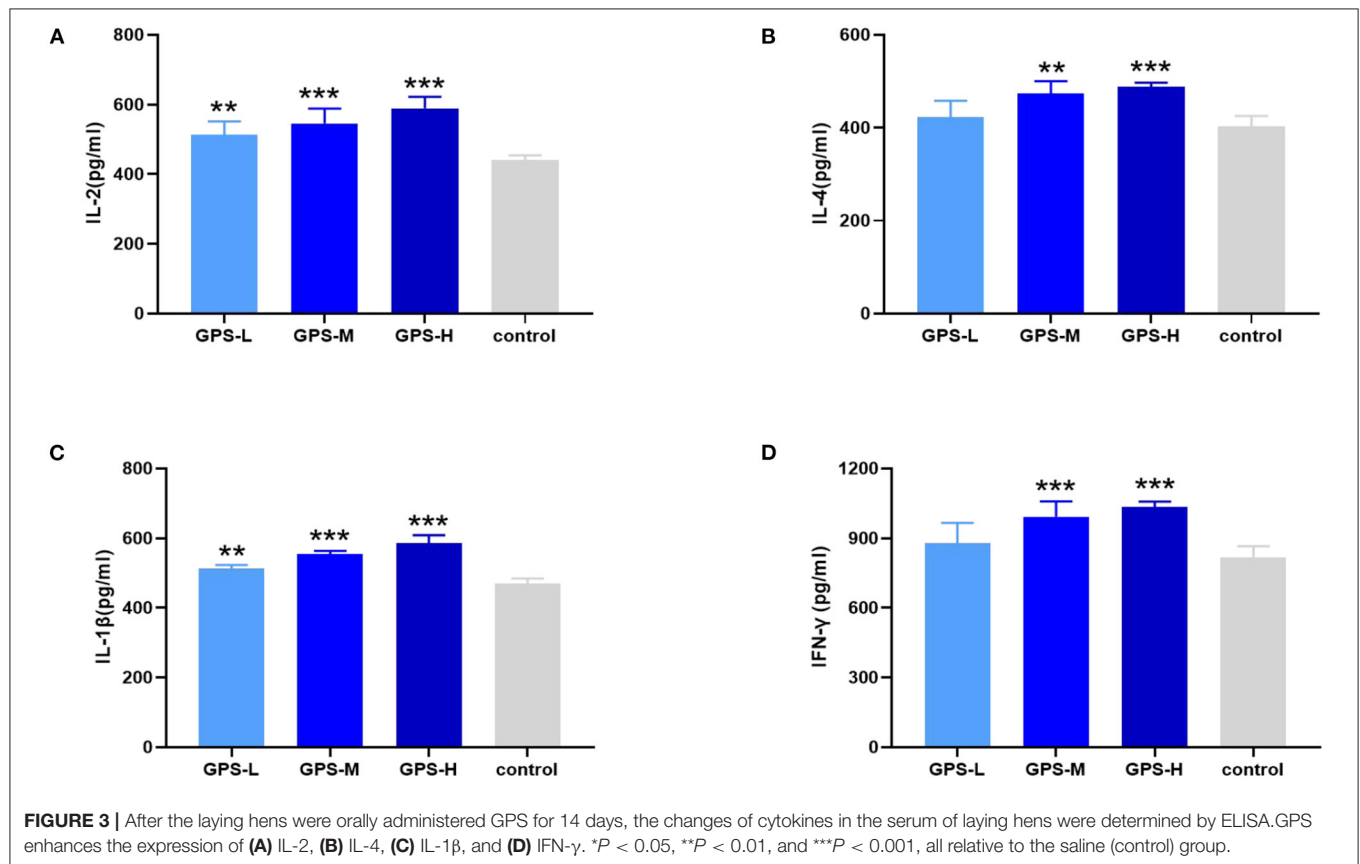 A
800
600
400
200
0
IL-2(pg/ml)
**
***
***
GPS-L GPS-M GPS-H control
B
600
400
200
0
IL-4(pg/ml)
**
***
GPS-L GPS-M GPS-H control
C
800
600
400
200
0
IL-1β(pg/ml)
**
***
***
GPS-L GPS-M GPS-H control
D
1200
900
600
300
0
IFN-γ (pg/ml)
***
***
GPS-L GPS-M GPS-H control
FIGURE 3 | After the laying hens were orally administered GPS for 14 days, the changes of cytokines in the serum of laying hens were determined by ELISA.GPS
enhances the expression of (A) IL-2, (B) IL-4, (C) IL-1β, and (D) IFN-γ. *P < 0.05, **P < 0.01, and ***P < 0.001, all relative to the saline (control) group.